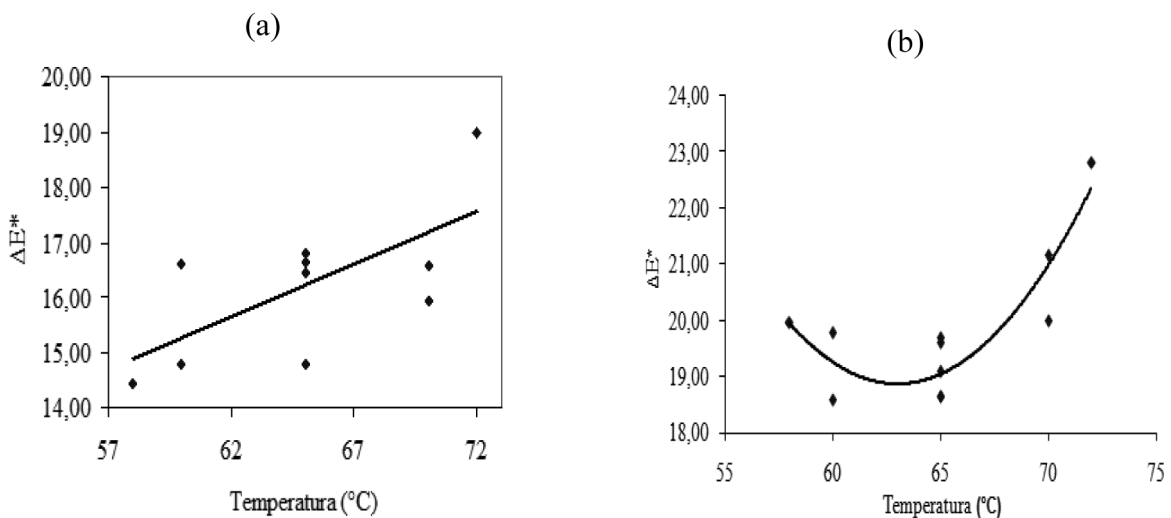 (a)
20,00
19,00
18,00
17,00
16,00
15,00
14,00
57 62 67 72
ΔE*
Temperatura (°C)
(b)
24,00
23,00
22,00
21,00
20,00
19,00
18,00
55 60 65 70 75
ΔE*
Temperatura (°C)